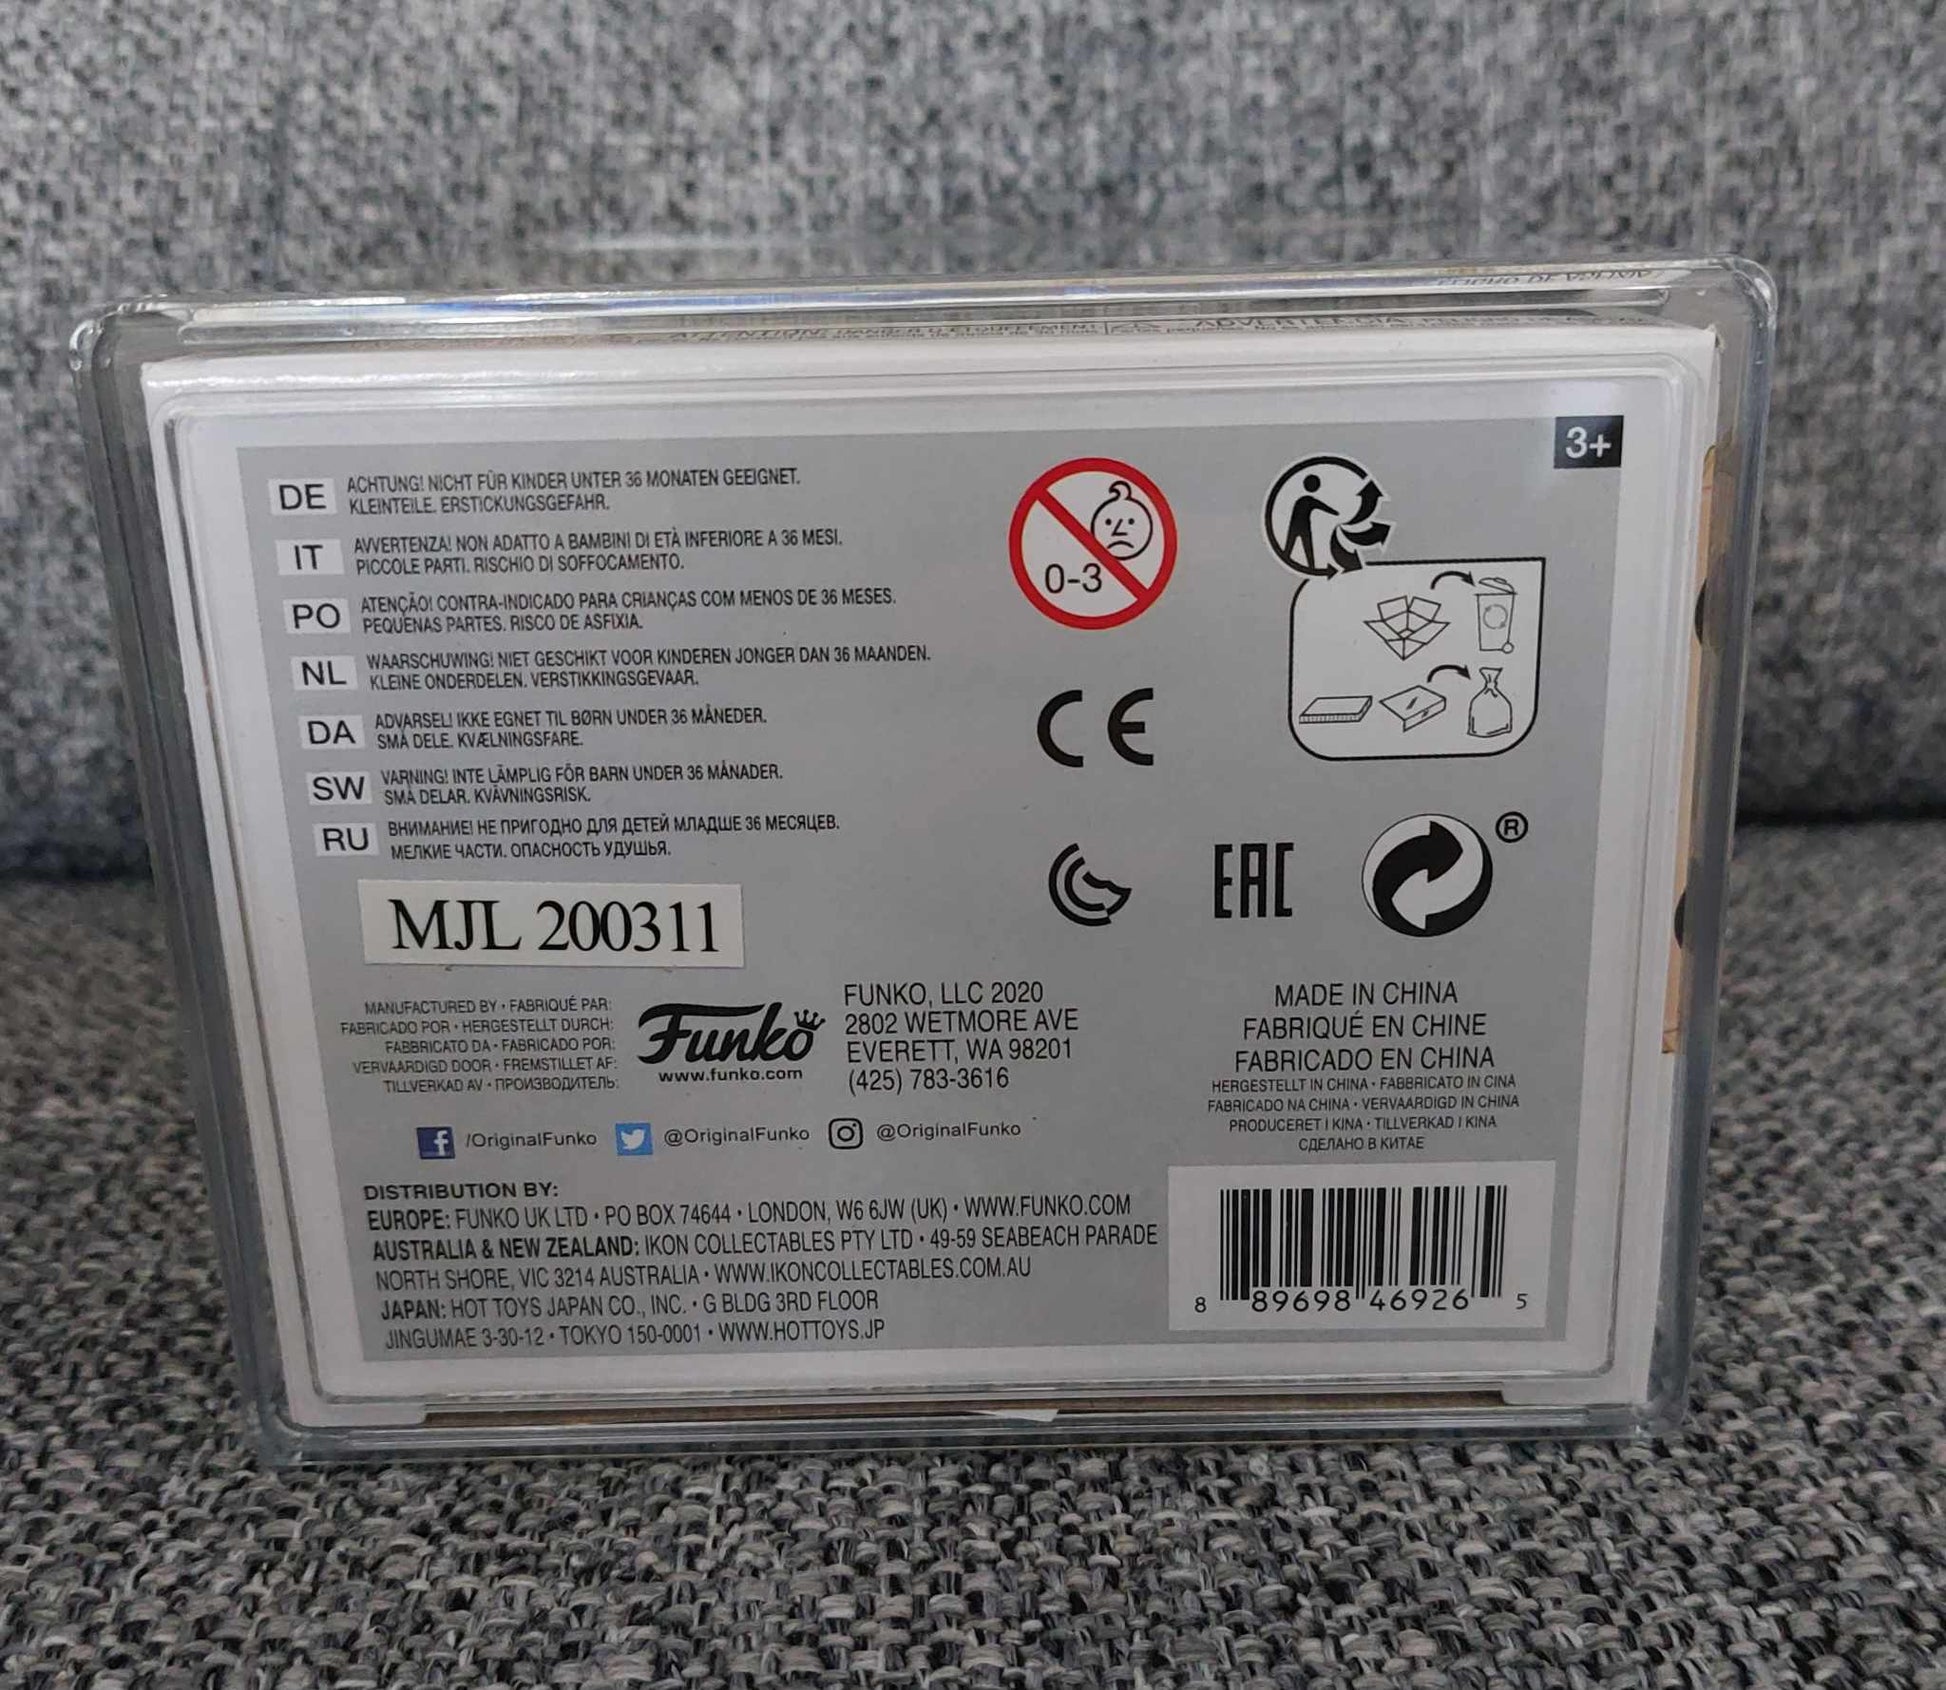 3+
DE
ACHTUNG! NICHT FÜR KINDER UNTER 36 MONATEN GEEIGNET.
KLEINTEILE. ERSTICKUNGSGEFAHR.
IT
AVVERTENZA! NON ADATTO A BAMBINI DI ETÀ INFERIORE A 36 MESI.
PICCOLE PARTI. RISCHIO DI SOFFOCAMENTO.
PO
ATENÇÃO! CONTRA-INDICADO PARA CRIANÇAS COM MENOS DE 36 MESES.
PEQUENAS PARTES. RISCO DE ASFIXIA.
NL
WAARSCHUWING! NIET GESCHIKT VOOR KINDEREN JONGER DAN 36 MAANDEN.
KLEINE ONDERDELEN. VERSTIKKINGSGEVAAR.
DA
ADVARSEL! IKKE EGNET TIL BØRN UNDER 36 MÅNEDER.
SMÅ DELE. KVÆLNINGSFARE.
SW
VARNING! INTE LÄMPLIG FÖR BARN UNDER 36 MÅNADER.
SMÅ DELAR. KVÄVNINGSRISK.
RU
ВНИМАНИЕ! НЕ ПРИГОДНО ДЛЯ ДЕТЕЙ МЛАДШЕ 36 МЕСЯЦЕВ.
МЕЛКИЕ ЧАСТИ. ОПАСНОСТЬ УДУШЬЯ.
0-3
CE
EAC
®
MJL 200311
MANUFACTURED BY • FABRIQUÉ PAR:
FABRICADO POR • HERGESTELLT DURCH:
FABBRICATO DA • FABRICADO POR:
VERVAARDIGD DOOR • FREMSTILLET AF:
TILLVERKAD AV • ПРОИЗВОДИТЕЛЬ:
Funko
www.funko.com
FUNKO, LLC 2020
2802 WETMORE AVE
EVERETT, WA 98201
(425) 783-3616
MADE IN CHINA
FABRIQUÉ EN CHINE
FABRICADO EN CHINA
HERGESTELLT IN CHINA • FABBRICATO IN CINA
FABRICADO NA CHINA • VERVAARDIGD IN CHINA
PRODUCERET I KINA • TILLVERKAD I KINA
СДЕЛАНО В КИТАЕ
/OriginalFunko @OriginalFunko @OriginalFunko
DISTRIBUTION BY:
EUROPE: FUNKO UK LTD • PO BOX 74644 • LONDON, W6 6JW (UK) • WWW.FUNKO.COM
AUSTRALIA & NEW ZEALAND: IKON COLLECTABLES PTY LTD • 49-59 SEABEACH PARADE
NORTH SHORE, VIC 3214 AUSTRALIA • WWW.IKONCOLLECTABLES.COM.AU
JAPAN: HOT TOYS JAPAN CO., INC. • G BLDG 3RD FLOOR
JINGUMAE 3-30-12 • TOKYO 150-0001 • WWW.HOTTOYS.JP
8 89698 46926 5